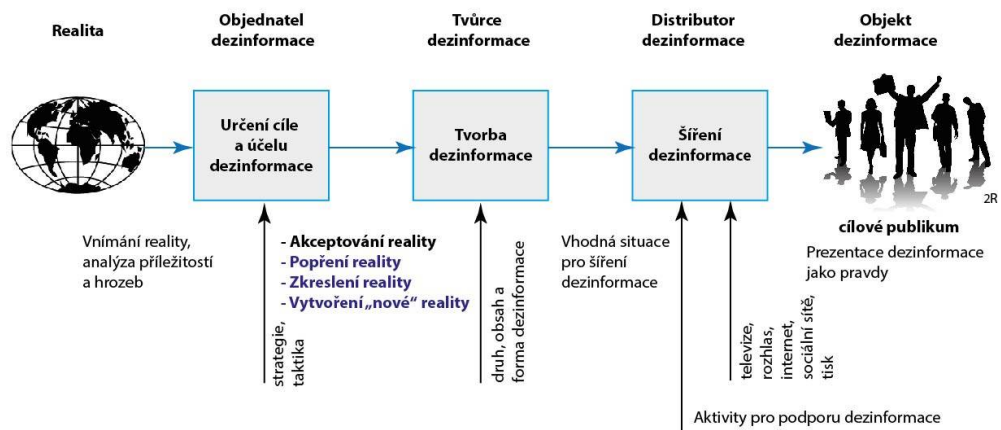 Realita
Objednatel
dezinformace
Tvůrce
dezinformace
Distributor
dezinformace
Objekt
dezinformace
Určení cíle
a účelu
dezinformace
Tvorba
dezinformace
Šíření
dezinformace
2R
cílové publikum
Prezentace dezinformace
jako pravdy
Vnímání reality,
analýza příležitostí
a hrozeb
- Akceptování reality
- Popření reality
- Zkreslení reality
- Vytvoření „nové“ reality
strategie,
taktika
druh, obsah a
forma dezinformace
Vhodná situace
pro šíření
dezinformace
televize,
rozhlas,
internet,
sociální sítě,
tisk
Aktivity pro podporu dezinformace